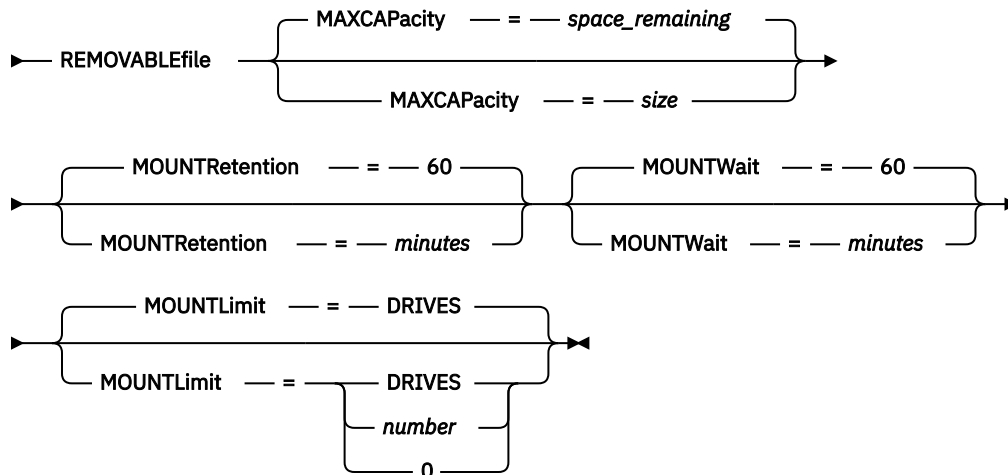 MAXCAPacity = space_remaining
REMOVABLEfile
MAXCAPacity = size
MOUNTRetention = 60 MOUNTWait = 60
MOUNTRetention = minutes MOUNTWait = minutes
MOUNTLimit = DRIVES
MOUNTLimit = DRIVES
number
0